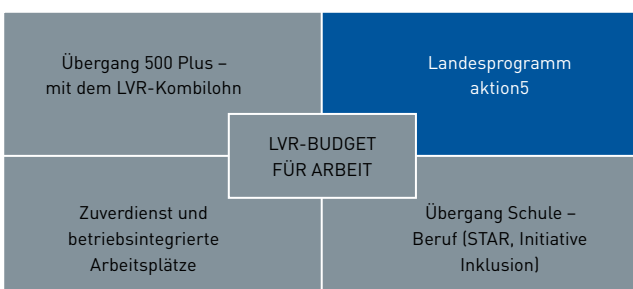 Übergang 500 Plus –
mit dem LVR-Kombilohn
Landesprogramm
aktion5
LVR-BUDGET
FÜR ARBEIT
Zuverdienst und
betriebsintegrierte
Arbeitsplätze
Übergang Schule –
Beruf (STAR, Initiative
Inklusion)